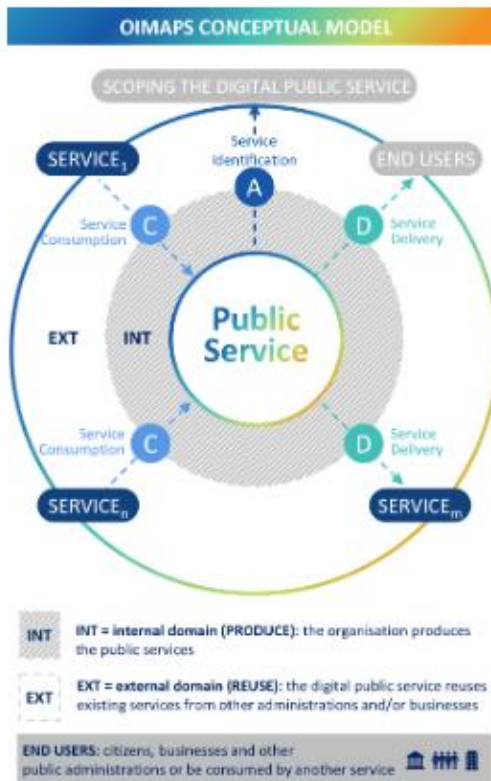 OIMAPS CONCEPTUAL MODEL
SCOPING THE DIGITAL PUBLIC SERVICE
Service
Identification
SERVICE1
END USERS
A
Service
Consumption
C
D
Service
Delivery
Public
Service
EXT
INT
Service
Consumption
C
D
Service
Delivery
SERVICEn
SERVICEm
INT
INT = internal domain (PRODUCE): the organisation produces
the public services
EXT
EXT = external domain (REUSE): the digital public service reuses
existing services from other administrations and/or businesses
END USERS: citizens, businesses and other
public administrations or be consumed by another service